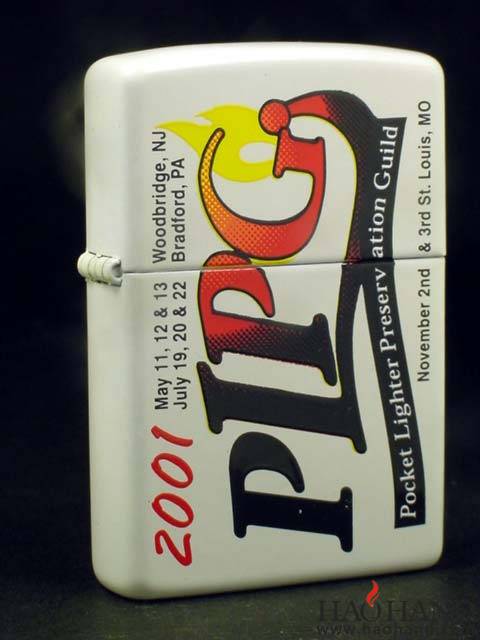 2001
May 11, 12 & 13 Woodbridge, NJ
July 19, 20 & 22 Bradford, PA
PLPG
Pocket Lighter Preservation Guild
November 2nd & 3rd St. Louis, MO
HAOHAN